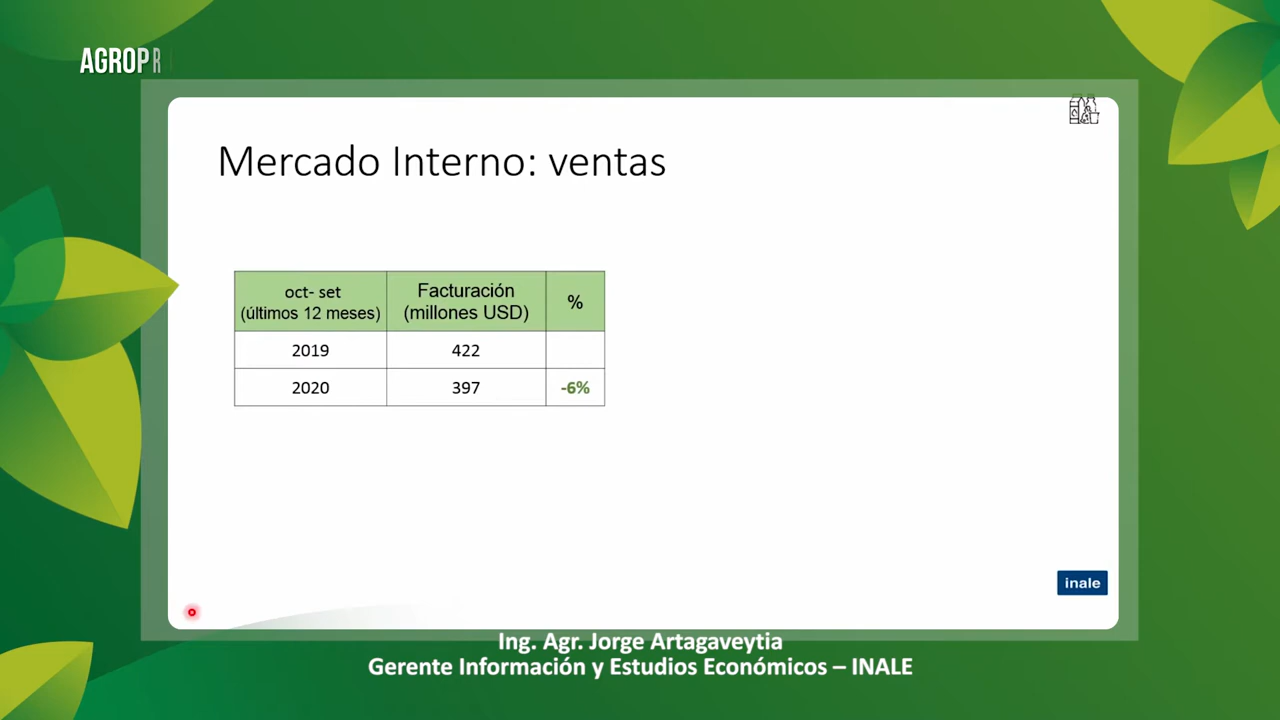 AGROPR
Mercado Interno: ventas
oct- set
(últimos 12 meses)
Facturación
(millones USD)
%
2019
422
2020
397
-6%
inale
Ing. Agr. Jorge Artagaveytia
Gerente Información y Estudios Económicos – INALE